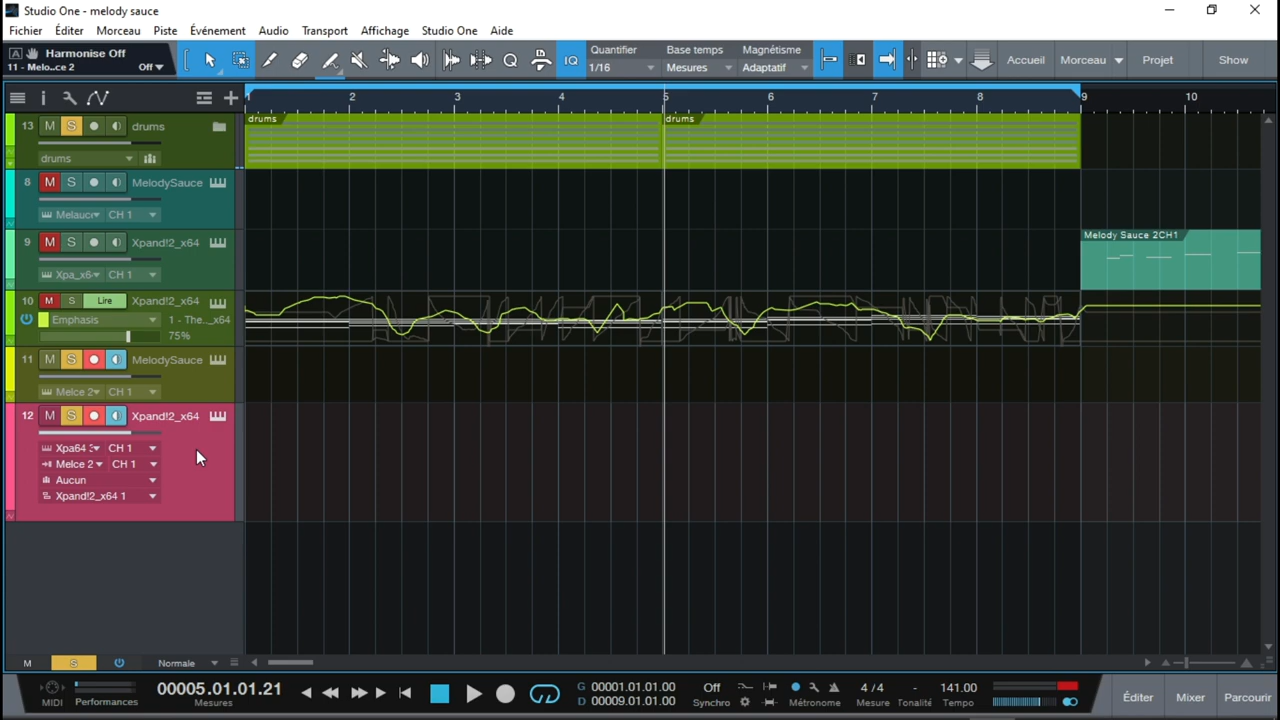 Studio One - melody sauce
Fichier Éditer Morceau Piste Événement Audio Transport Affichage Studio One Aide
A Harmonise Off
11 - Melo..ce 2 Off
IQ
Quantifier
1/16
Base temps
Mesures
Magnétisme
Adaptatif
Accueil Morceau Projet Show
1 2 3 4 5 6 7 8 9 10
13 M S drums
drums
drums drums
8 M S MelodySauce
CH 1
9 M S Xpand!2_x64
Xpa_x6 CH 1
Melody Sauce 2CH1
10 M S Lire Xpand!2_x64
Emphasis 1 - The.._x64
75%
11 M S MelodySauce
Melce 2 CH 1
12 M S Xpand!2_x64
CH 1
Melce 2 CH 1
Aucun
Xpand!2_x64 1
M S Normale
MIDI Performances
00005.01.01.21
Mesures
G 00001.01.01.00
D 00009.01.01.00
Off
Synchro
Métronome
4 / 4
Mesure
-
Tonalité
141.00
Tempo
Éditer Mixer Parcourir